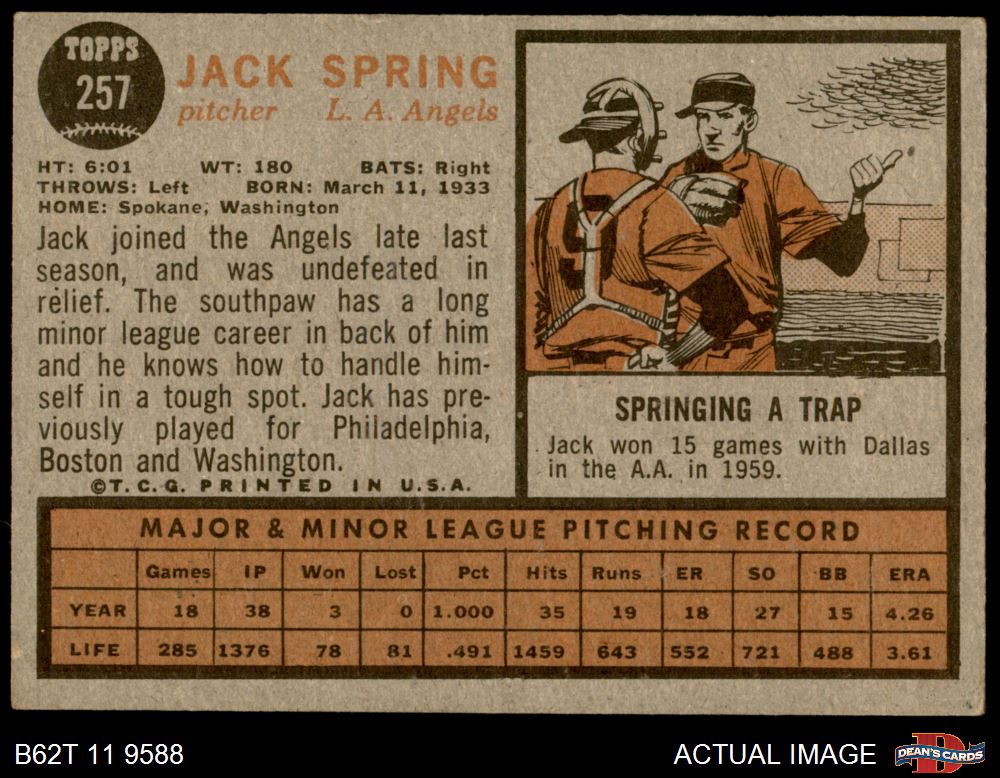 TOPPS
257
JACK SPRING
pitcher L. A. Angels
HT: 6:01 WT: 180 BATS: Right
THROWS: Left BORN: March 11, 1933
HOME: Spokane, Washington
Jack joined the Angels late last
season, and was undefeated in
relief. The southpaw has a long
minor league career in back of him
and he knows how to handle him-
self in a tough spot. Jack has pre-
viously played for Philadelphia,
Boston and Washington.
©T. C. G. PRINTED IN U.S.A.
5
SPRINGING A TRAP
Jack won 15 games with Dallas
in the A.A. in 1959.
MAJOR & MINOR LEAGUE PITCHING RECORD
Games IP Won Lost Pct Hits Runs ER SO BB ERA
YEAR 18 38 3 0 1.000 35 19 18 27 15 4.26
LIFE 285 1376 78 81 .491 1459 643 552 721 488 3.61
B62T 11 9588 ACTUAL IMAGE D DEAN'S CARDS